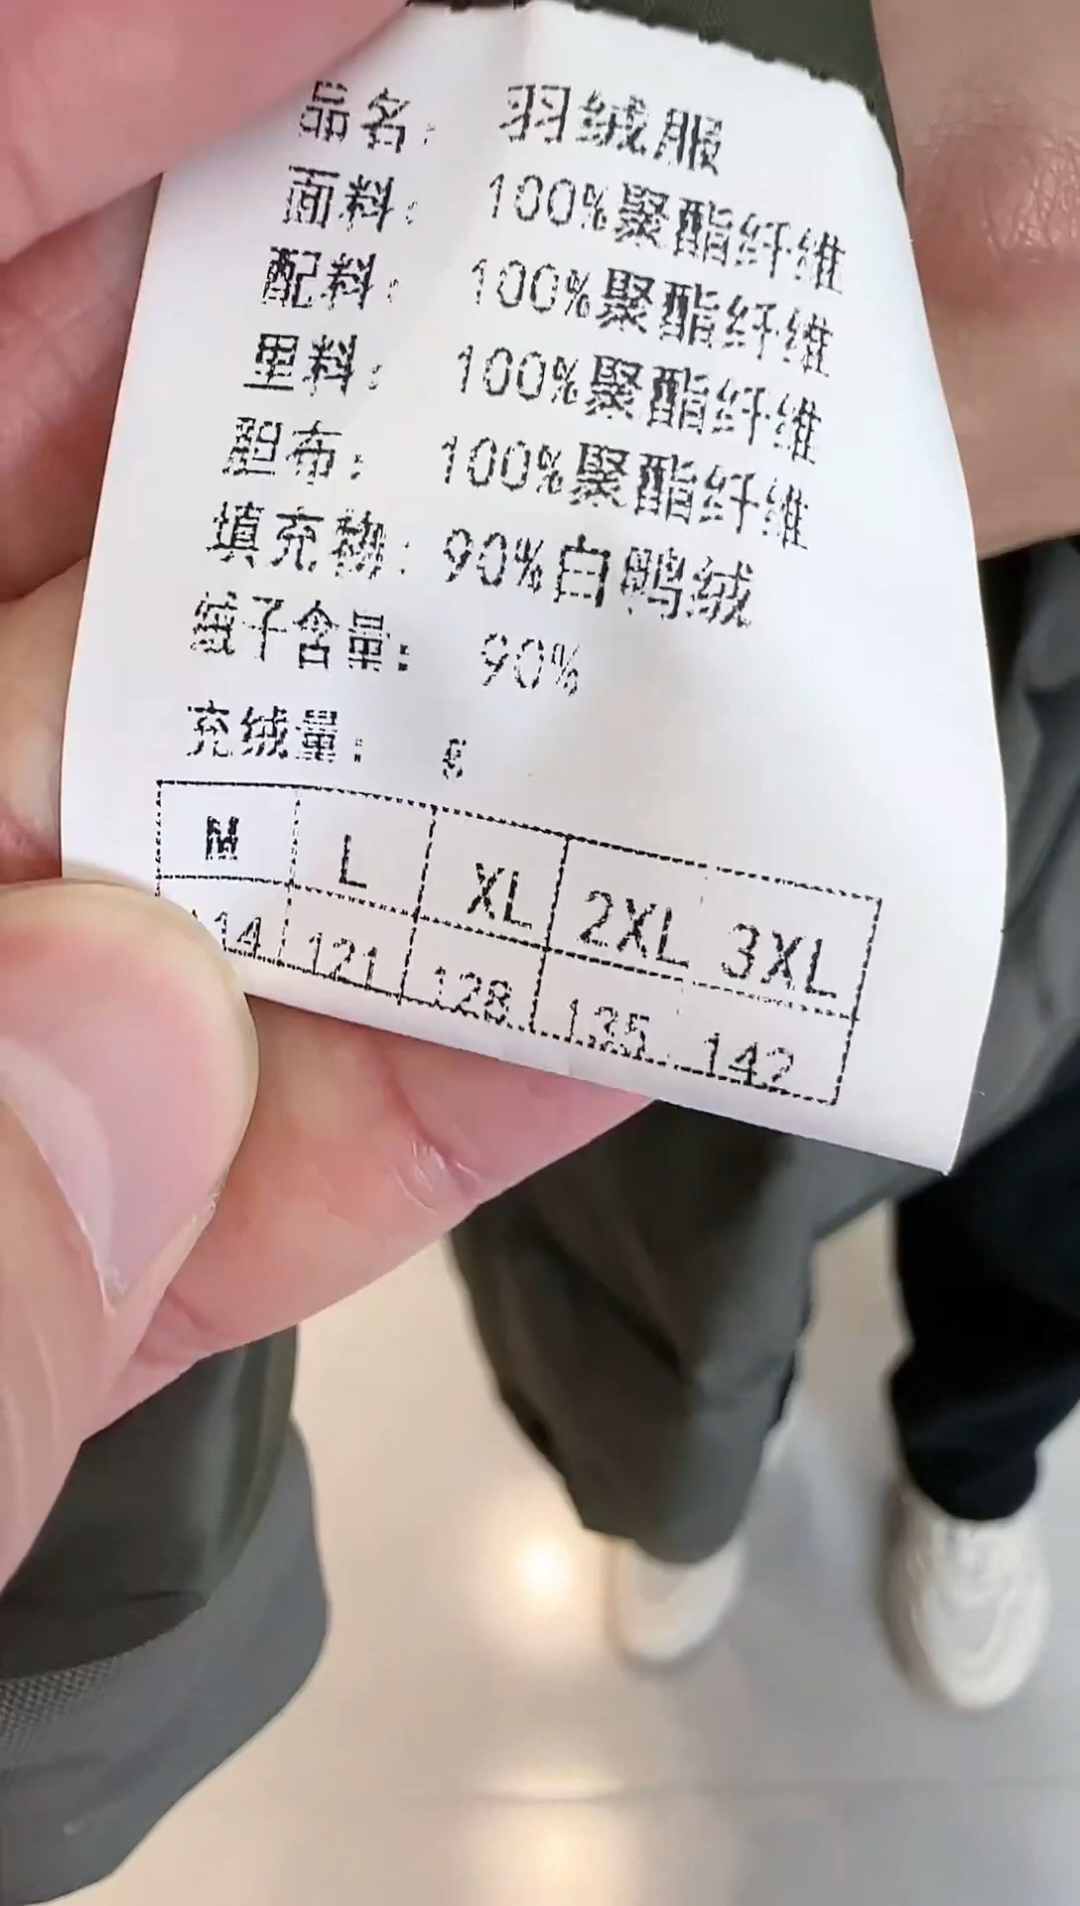 品名: 羽绒服
面料: 100%聚酯纤维
配料: 100%聚酯纤维
里料: 100%聚酯纤维
胆布: 100%聚酯纤维
填充物: 90%白鸭绒
绒子含量: 90%
充绒量: g
M L XL 2XL 3XL
114 121 128 135 142